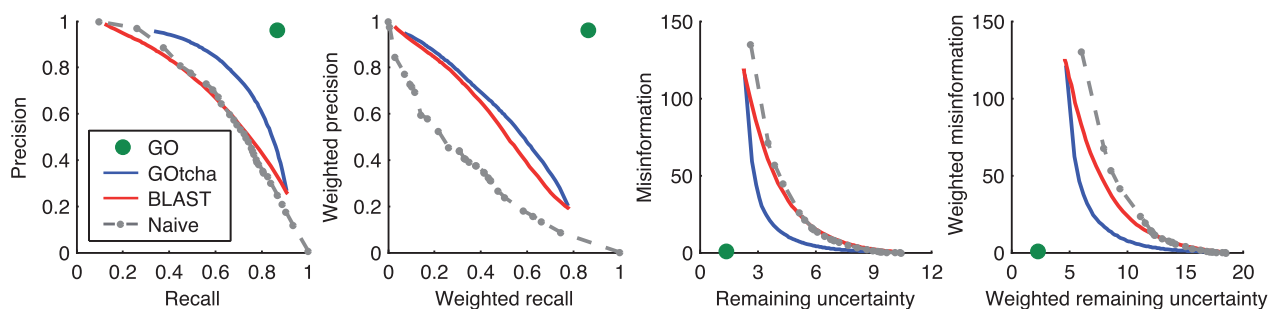 Precision
1
0.8
0.6
0.4
0.2
0
0 0.2 0.4 0.6 0.8 1
Recall
GO
GOtcha
BLAST
Naive
Weighted precision
1
0.8
0.6
0.4
0.2
0
0 0.2 0.4 0.6 0.8 1
Weighted recall
Misinformation
150
100
50
0
0 3 6 9 12
Remaining uncertainty
Weighted misinformation
150
100
50
0
0 5 10 15 20
Weighted remaining uncertainty